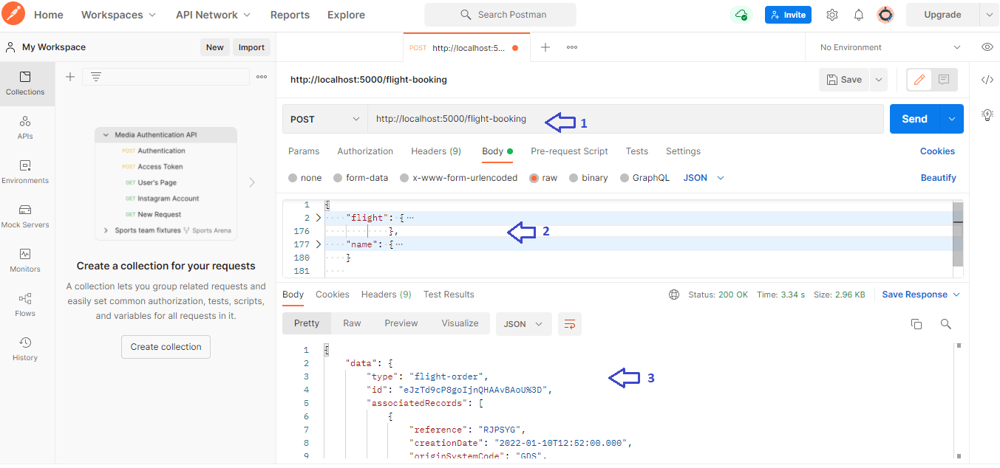 Home Workspaces API Network Reports Explore Search Postman Invite Upgrade
My Workspace New Import POST http://localhost:5... No Environment
Collections
APIs
Environments
Mock Servers
Monitors
Flows
History
Media Authentication API
POST Authentication
POST Access Token
GET User's Page
GET Instagram Account
GET New Request
Sports team fixtures Sports Arena
Create a collection for your requests
A collection lets you group related requests and
easily set common authorization, tests, scripts,
and variables for all requests in it.
Create collection
http://localhost:5000/flight-booking Save
POST http://localhost:5000/flight-booking 1 Send
Params Authorization Headers (9) Body Pre-request Script Tests Settings Cookies
none form-data x-www-form-urlencoded raw binary GraphQL JSON Beautify
1 {
2 "flight": {
176 }, 2
177 "name": {
180 }
181
Body Cookies Headers (9) Test Results Status: 200 OK Time: 3.34 s Size: 2.96 KB Save Response
Pretty Raw Preview Visualize JSON
1 {
2 "data": {
3 "type": "flight-order", 3
4 "id": "eJzTd9cP8goIjnQHAAvBAoU%3D",
5 "associatedRecords": [
6 {
7 "reference": "RJPSYG",
8 "creationDate": "2022-01-10T12:52:00.000",
9 "originSystemCode": "GDS",